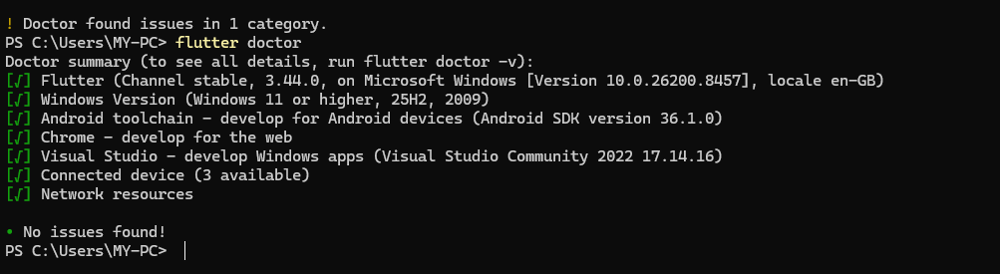 ! Doctor found issues in 1 category.
PS C:\Users\MY-PC> flutter doctor
Doctor summary (to see all details, run flutter doctor -v):
[√] Flutter (Channel stable, 3.44.0, on Microsoft Windows [Version 10.0.26200.8457], locale en-GB)
[√] Windows Version (Windows 11 or higher, 25H2, 2009)
[√] Android toolchain - develop for Android devices (Android SDK version 36.1.0)
[√] Chrome - develop for the web
[√] Visual Studio - develop Windows apps (Visual Studio Community 2022 17.14.16)
[√] Connected device (3 available)
[√] Network resources
• No issues found!
PS C:\Users\MY-PC>